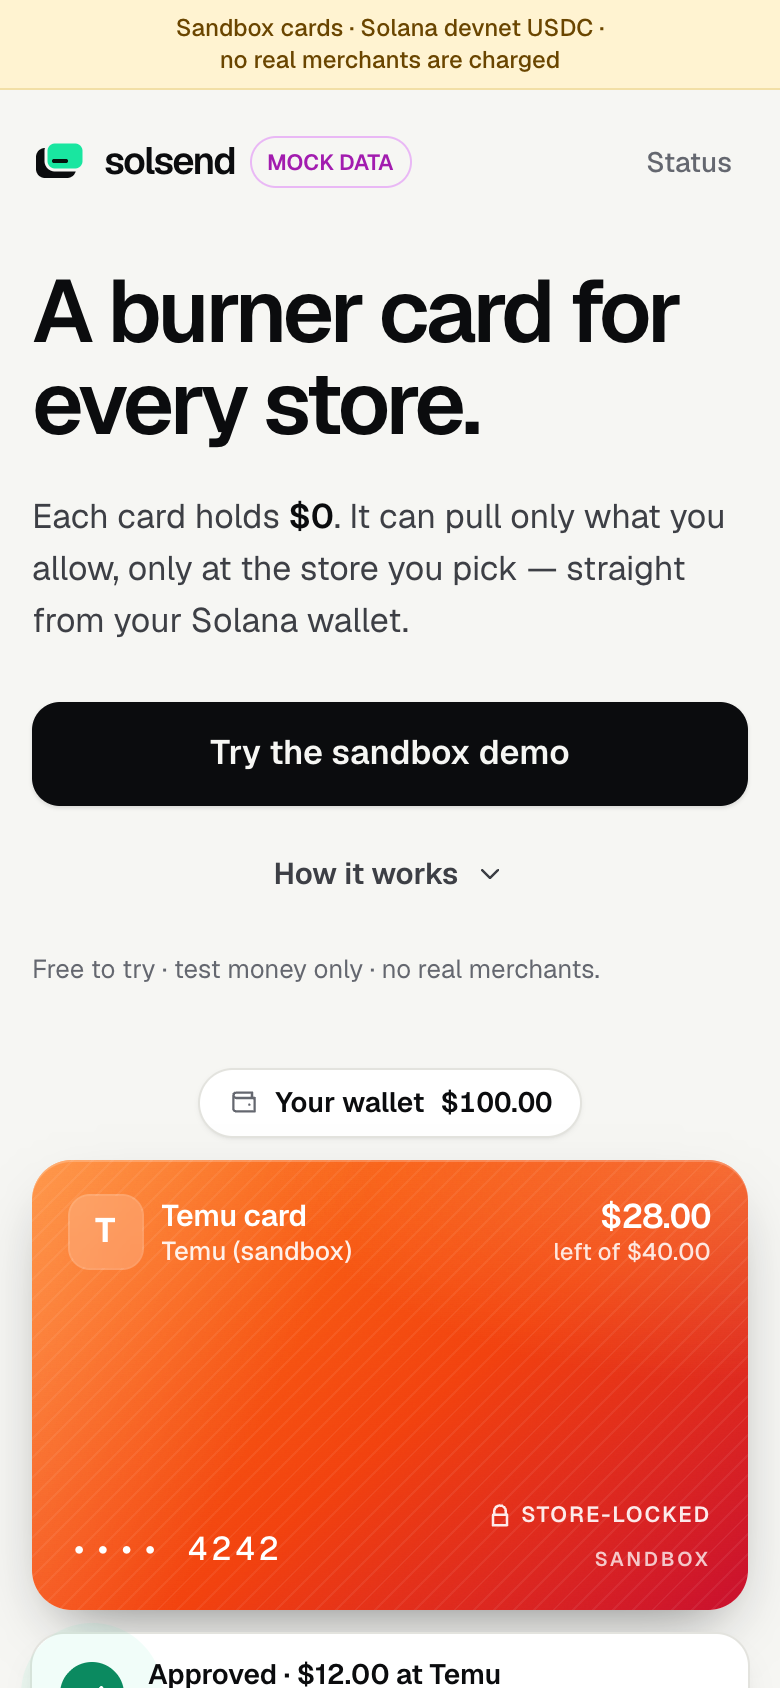 Sandbox cards · Solana devnet USDC ·
no real merchants are charged
solsend
MOCK DATA
Status
A burner card for
every store.
Each card holds $0. It can pull only what you
allow, only at the store you pick — straight
from your Solana wallet.
Try the sandbox demo
How it works
Free to try · test money only · no real merchants.
Your wallet $100.00
T
Temu card
Temu (sandbox)
$28.00
left of $40.00
•••• 4242
STORE-LOCKED
SANDBOX
Approved · $12.00 at Temu